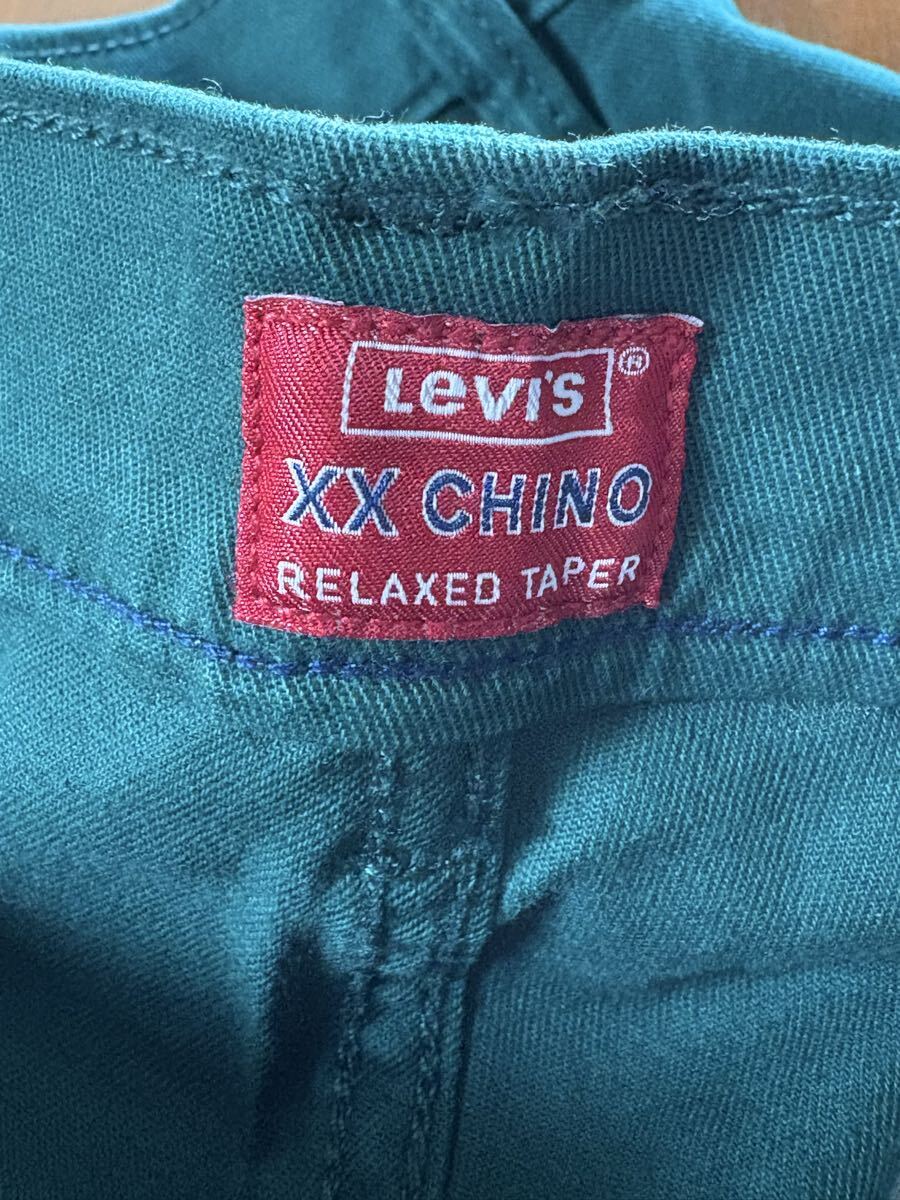 Levi's ®
XX CHINO
RELAXED TAPER